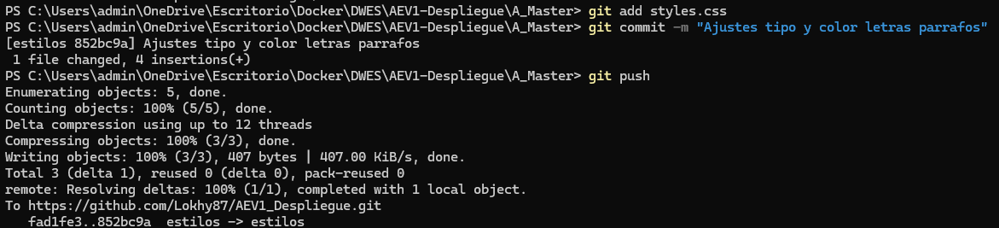 PS C:\Users\admin\OneDrive\Escritorio\Docker\DWES\AEV1-Despliegue\A_Master> git add styles.css
PS C:\Users\admin\OneDrive\Escritorio\Docker\DWES\AEV1-Despliegue\A_Master> git commit -m "Ajustes tipo y color letras parrafos"
[estilos 852bc9a] Ajustes tipo y color letras parrafos
 1 file changed, 4 insertions(+)
PS C:\Users\admin\OneDrive\Escritorio\Docker\DWES\AEV1-Despliegue\A_Master> git push
Enumerating objects: 5, done.
Counting objects: 100% (5/5), done.
Delta compression using up to 12 threads
Compressing objects: 100% (3/3), done.
Writing objects: 100% (3/3), 407 bytes | 407.00 KiB/s, done.
Total 3 (delta 1), reused 0 (delta 0), pack-reused 0
remote: Resolving deltas: 100% (1/1), completed with 1 local object.
To https://github.com/Lokhy87/AEV1_Despliegue.git
   fad1fe3..852bc9a  estilos -> estilos